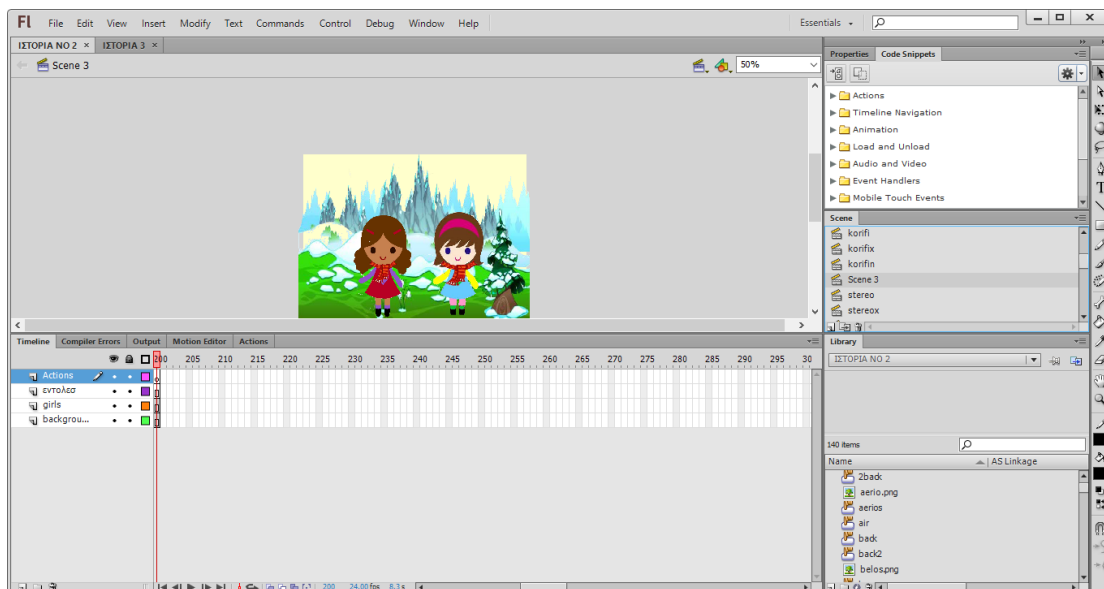 Fl File Edit View Insert Modify Text Commands Control Debug Window Help Essentials
ΙΣΤΟΡΙΑ ΝΟ 2 × ΙΣΤΟΡΙΑ 3 ×
Scene 3 50%
Properties Code Snippets
Actions
Timeline Navigation
Animation
Load and Unload
Audio and Video
Event Handlers
Mobile Touch Events
Scene
korifi
korifix
korifin
Scene 3
stereo
stereox
Timeline Compiler Errors Output Motion Editor Actions
200 205 210 215 220 225 230 235 240 245 250 255 260 265 270 275 280 285 290 295 30
Actions
εντολεσ
girls
backgrou...
200 24.00 fps 8.3 s
Library
ΙΣΤΟΡΙΑ ΝΟ 2
140 items
Name AS Linkage
2back
aerio.png
aerios
air
back
back2
belos.png